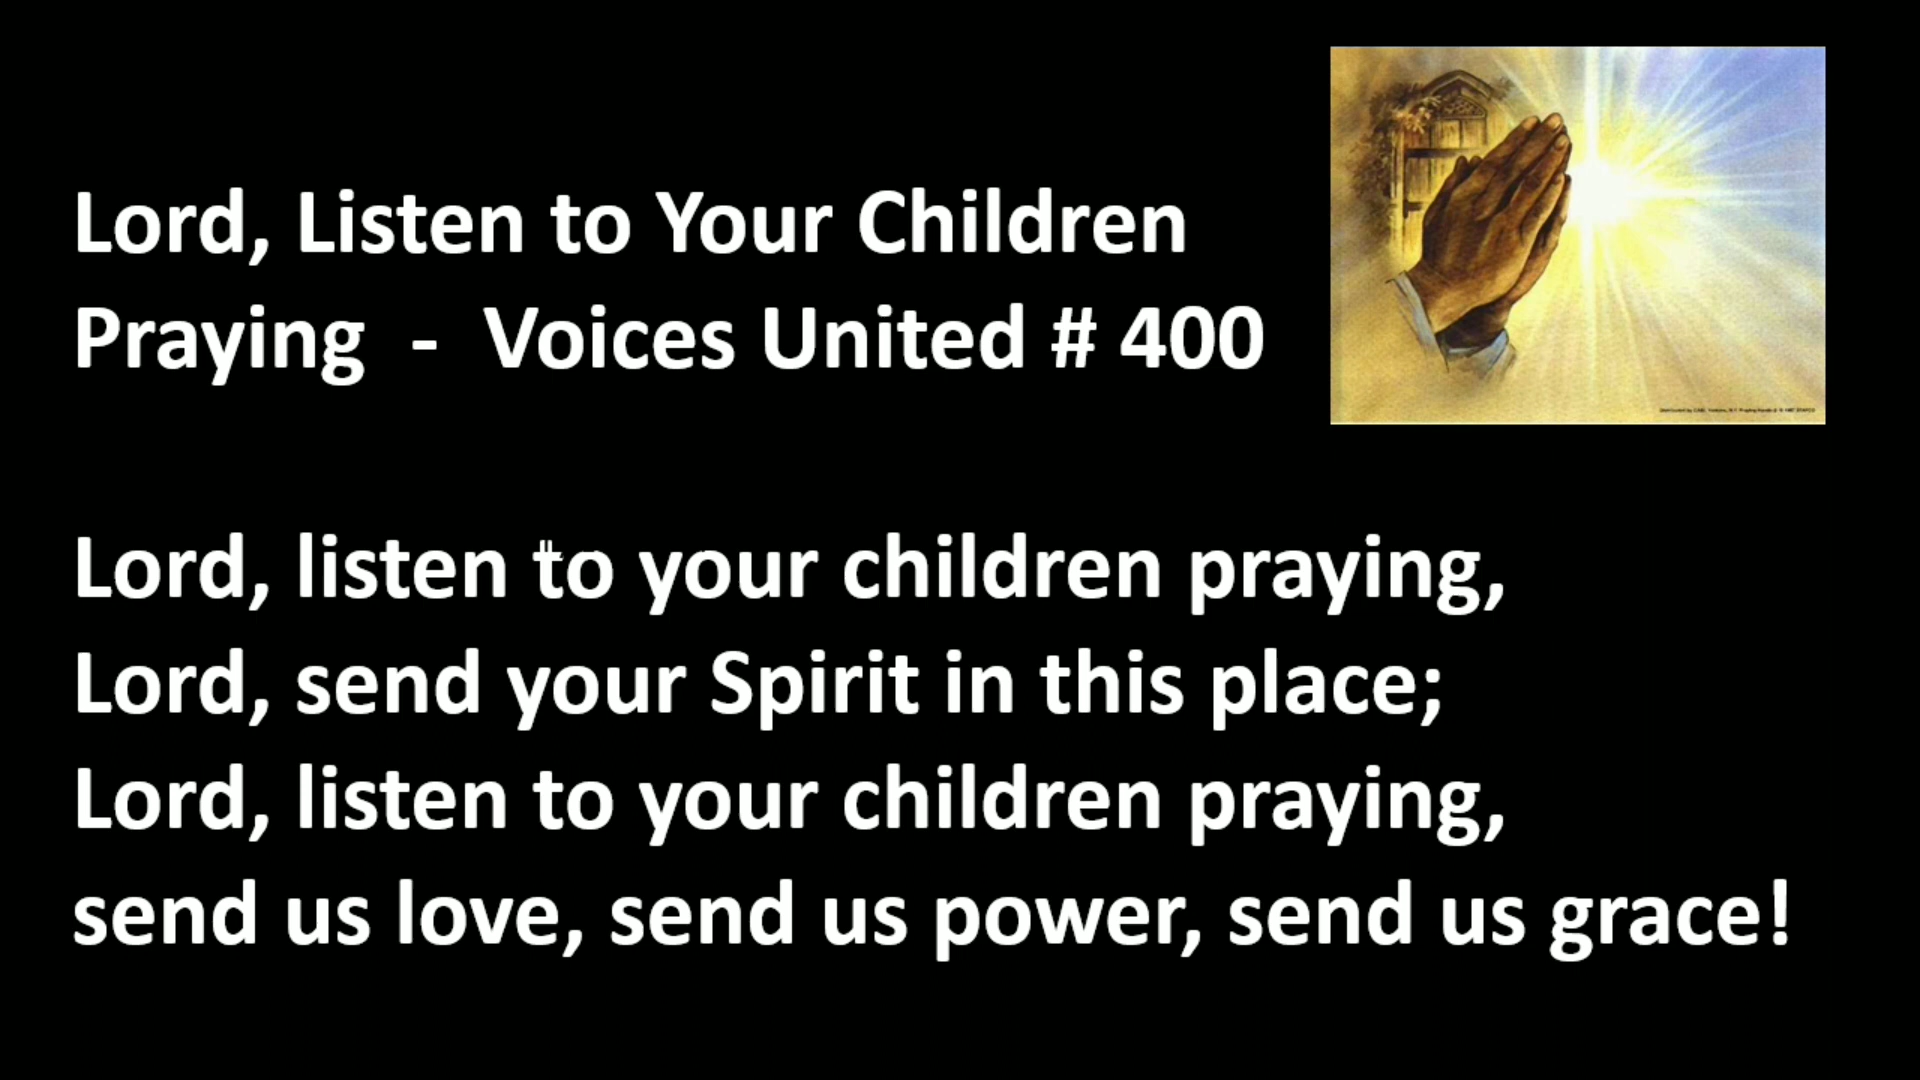 Lord, Listen to Your Children
Praying - Voices United # 400
Lord, listen to your children praying,
Lord, send your Spirit in this place;
Lord, listen to your children praying,
send us love, send us power, send us grace!